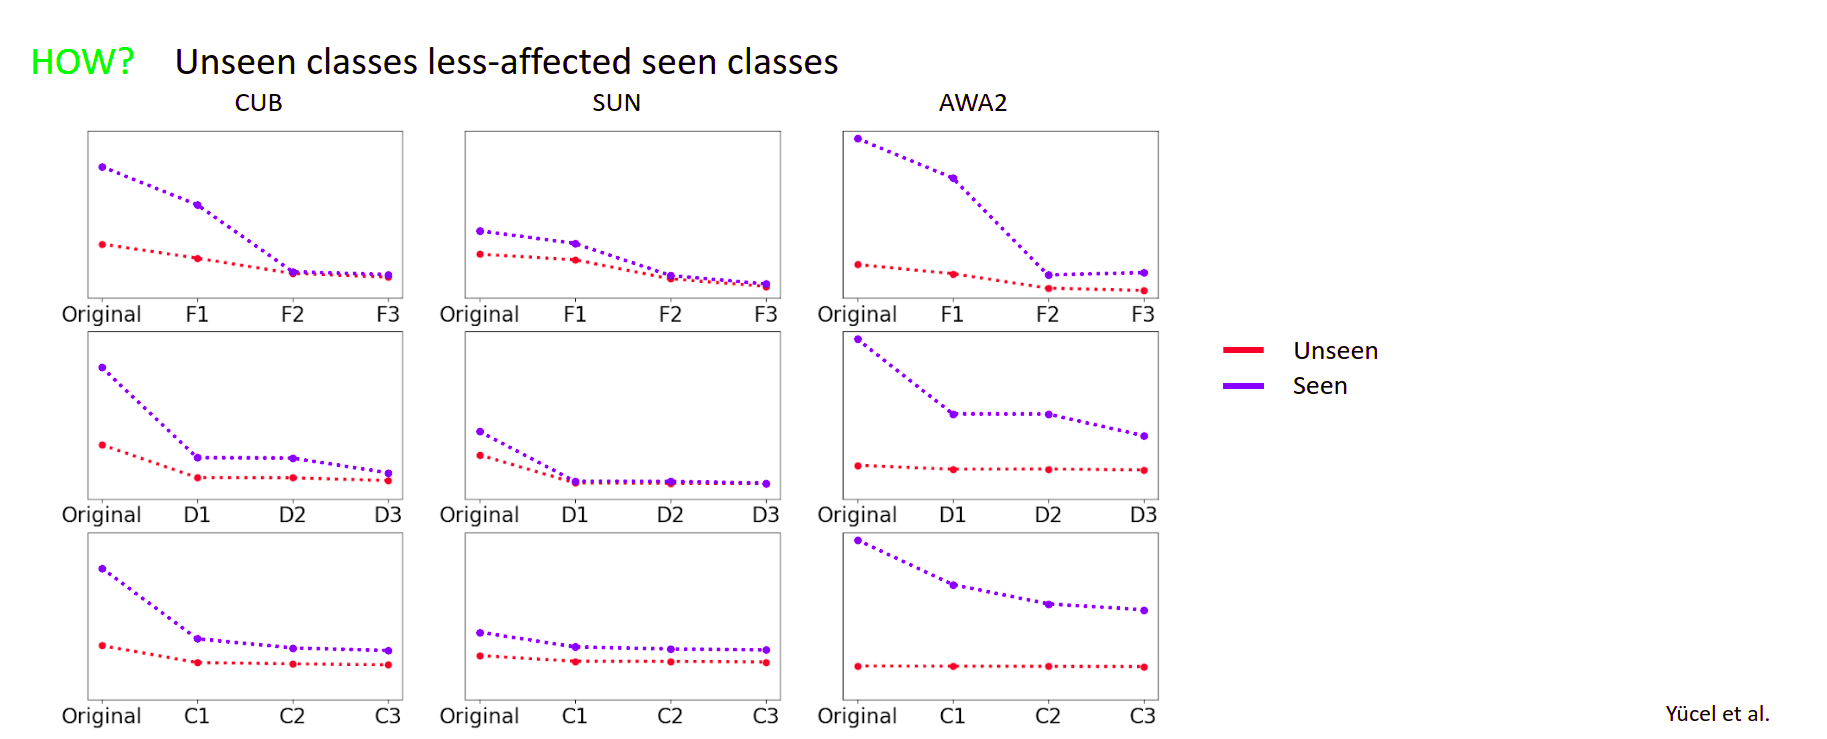 HOW? Unseen classes less-affected seen classes
CUB SUN AWA2
Original F1 F2 F3 Original F1 F2 F3 Original F1 F2 F3
Unseen
Seen
Original D1 D2 D3 Original D1 D2 D3 Original D1 D2 D3
Original C1 C2 C3 Original C1 C2 C3 Original C1 C2 C3
Yücel et al.